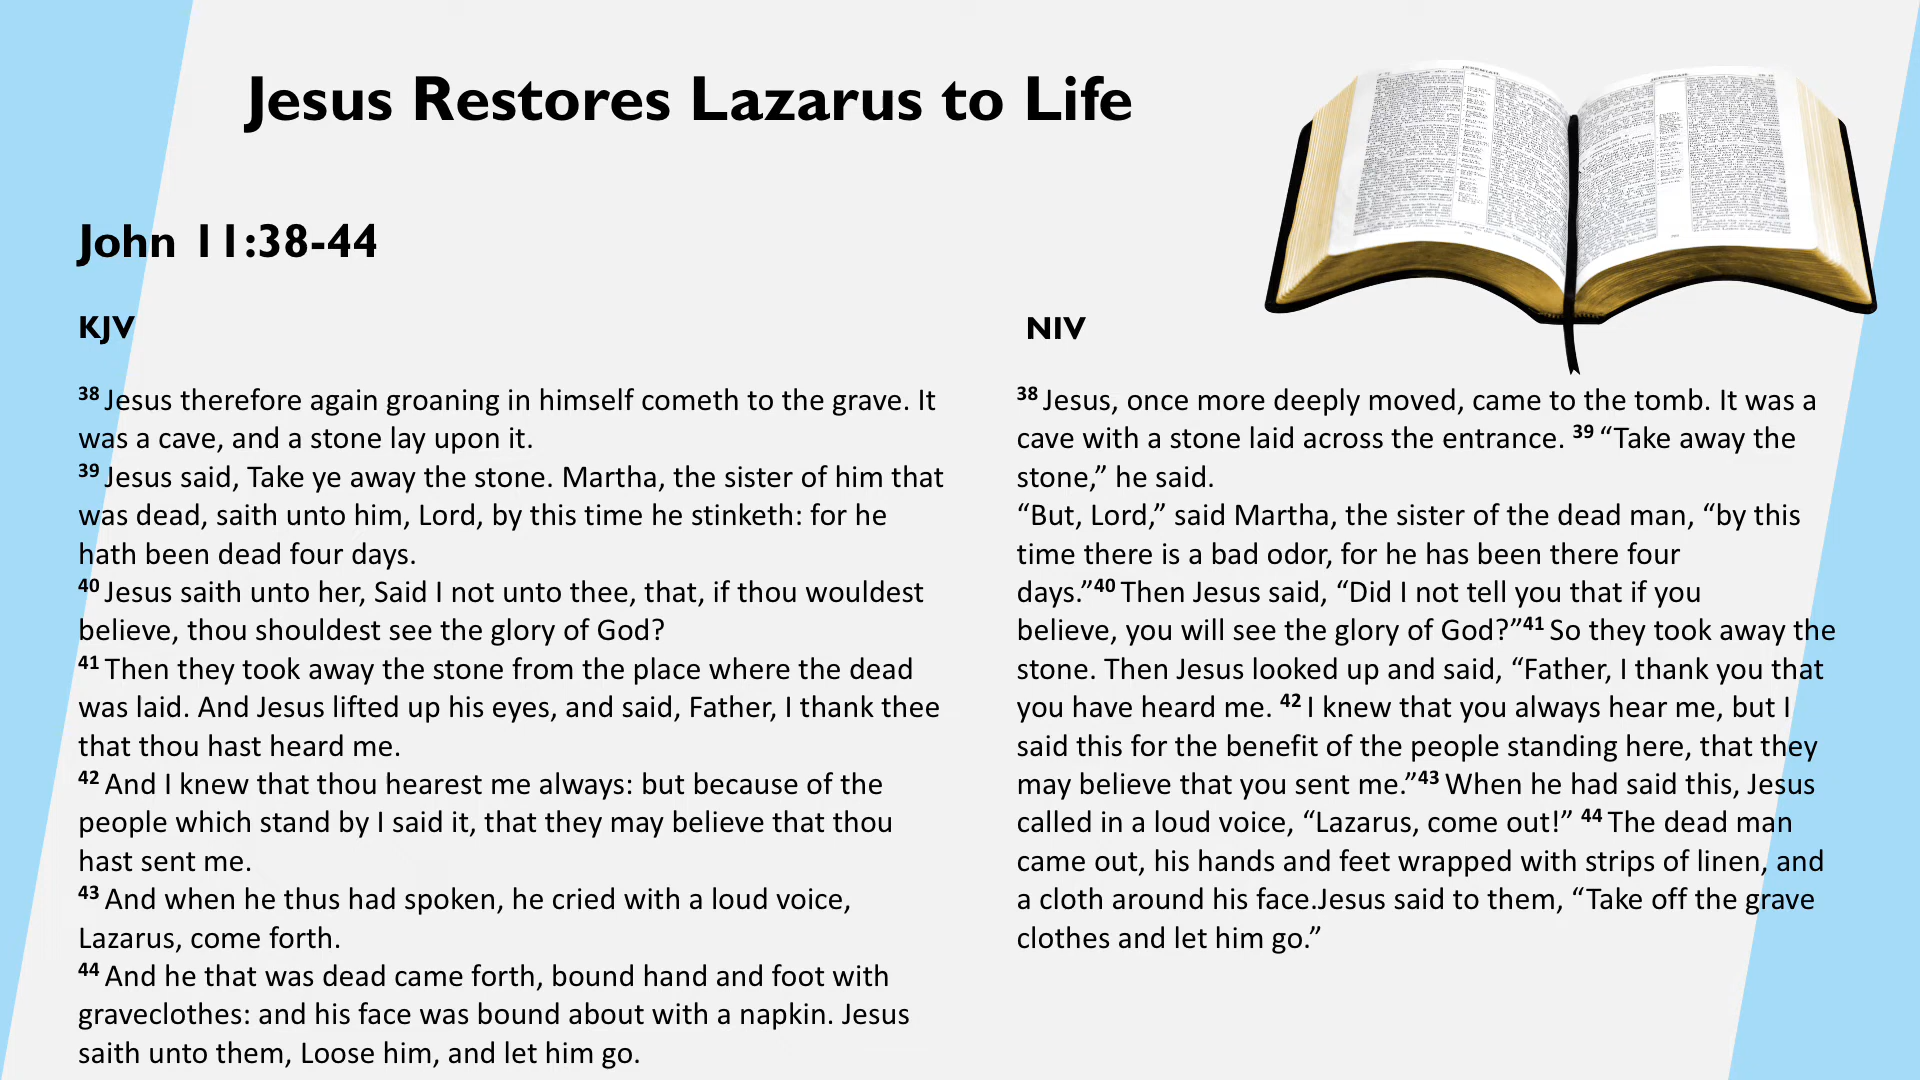 Jesus Restores Lazarus to Life
John 11:38-44
KJV
38 Jesus therefore again groaning in himself cometh to the grave. It
was a cave, and a stone lay upon it.
39 Jesus said, Take ye away the stone. Martha, the sister of him that
was dead, saith unto him, Lord, by this time he stinketh: for he
hath been dead four days.
40 Jesus saith unto her, Said I not unto thee, that, if thou wouldest
believe, thou shouldest see the glory of God?
41 Then they took away the stone from the place where the dead
was laid. And Jesus lifted up his eyes, and said, Father, I thank thee
that thou hast heard me.
42 And I knew that thou hearest me always: but because of the
people which stand by I said it, that they may believe that thou
hast sent me.
43 And when he thus had spoken, he cried with a loud voice,
Lazarus, come forth.
44 And he that was dead came forth, bound hand and foot with
graveclothes: and his face was bound about with a napkin. Jesus
saith unto them, Loose him, and let him go.
NIV
38 Jesus, once more deeply moved, came to the tomb. It was a
cave with a stone laid across the entrance. 39 “Take away the
stone,” he said.
“But, Lord,” said Martha, the sister of the dead man, “by this
time there is a bad odor, for he has been there four
days.”40 Then Jesus said, “Did I not tell you that if you
believe, you will see the glory of God?”41 So they took away the
stone. Then Jesus looked up and said, “Father, I thank you that
you have heard me. 42 I knew that you always hear me, but I
said this for the benefit of the people standing here, that they
may believe that you sent me.”43 When he had said this, Jesus
called in a loud voice, “Lazarus, come out!” 44 The dead man
came out, his hands and feet wrapped with strips of linen, and
a cloth around his face.Jesus said to them, “Take off the grave
clothes and let him go.”
JEREMIAH
JEREMIAH